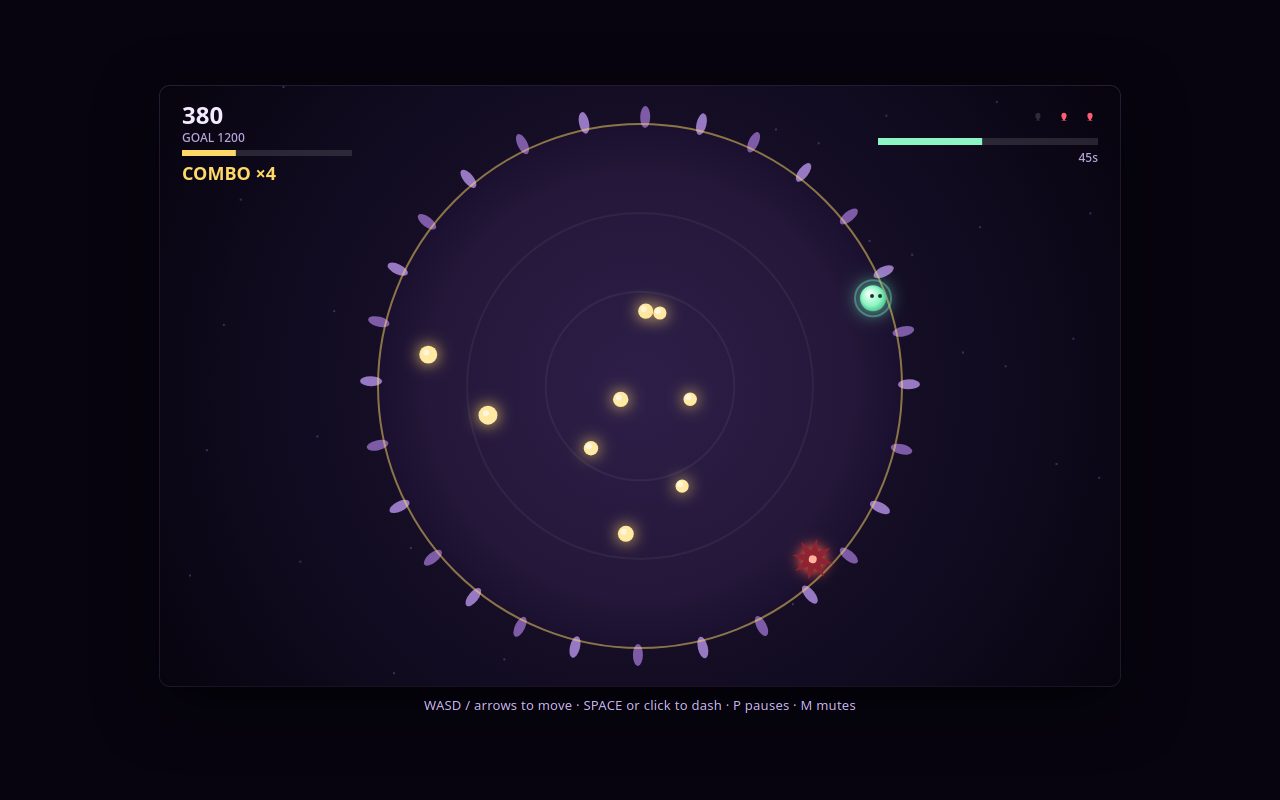 380
GOAL 1200
COMBO ×4
45s
WASD / arrows to move · SPACE or click to dash · P pauses · M mutes